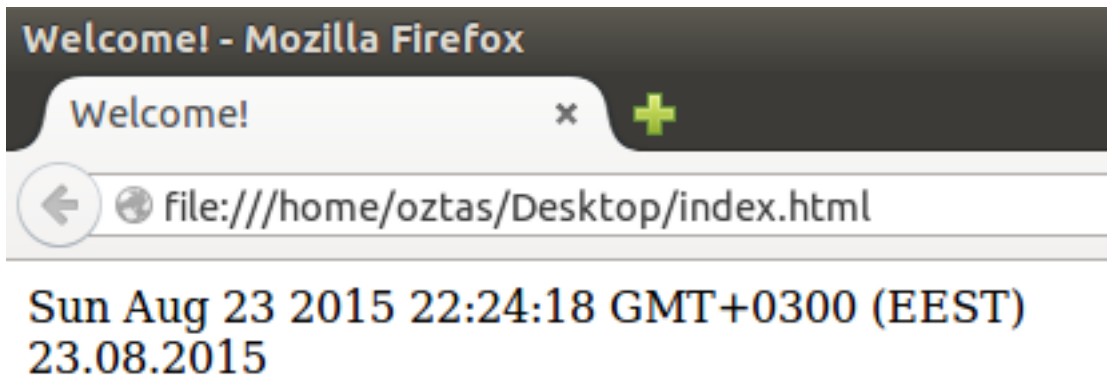 Welcome! - Mozilla Firefox
Welcome!
file:///home/oztas/Desktop/index.html
Sun Aug 23 2015 22:24:18 GMT+0300 (EEST)
23.08.2015